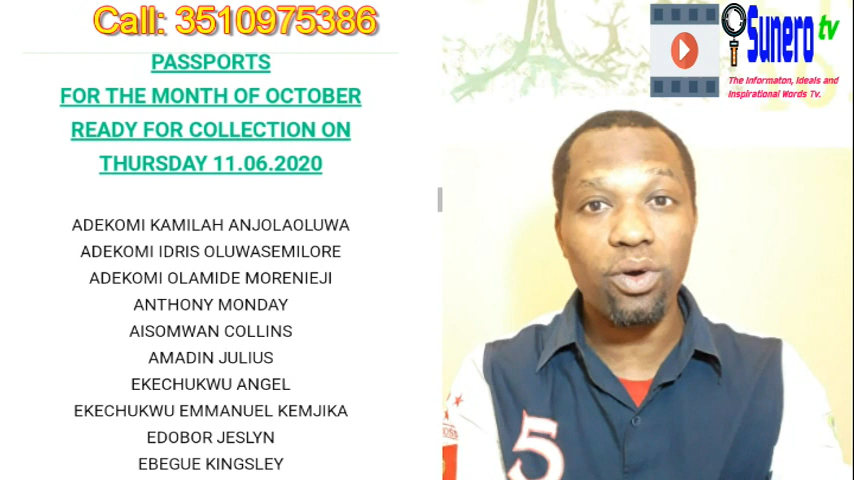 Call: 3510975386
PASSPORTS
FOR THE MONTH OF OCTOBER
READY FOR COLLECTION ON
THURSDAY 11.06.2020
ADEKOMI KAMILAH ANJOLAOLUWA
ADEKOMI IDRIS OLUWASEMILORE
ADEKOMI OLAMIDE MORENIEJI
ANTHONY MONDAY
AISOMWAN COLLINS
AMADIN JULIUS
EKECHUKWU ANGEL
EKECHUKWU EMMANUEL KEMJIKA
EDOBOR JESLYN
EBEGUE KINGSLEY
Sunero tv
The Informaton, Ideals and
Inspirational Words Tv.
5